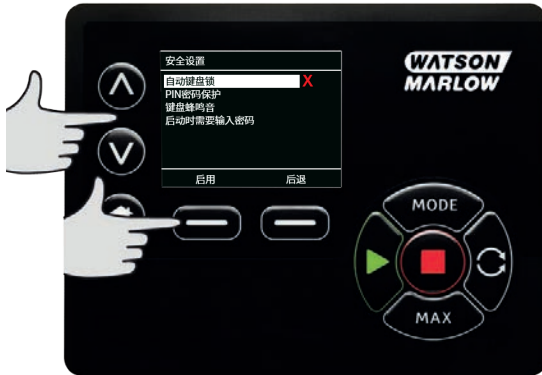 安全设置
自动键盘锁 X
PIN密码保护
键盘蜂鸣音
启动时需要输入密码
启用 后退
WATSON
MARLOW
MODE
MAX